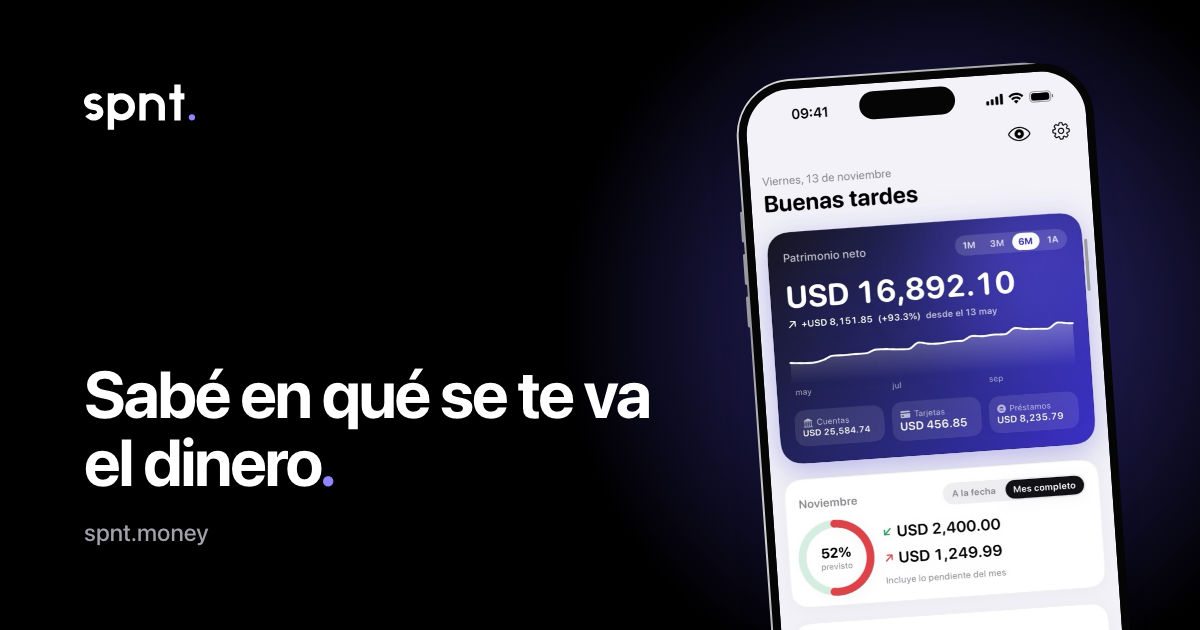 spnt.
Sabé en qué se te va
el dinero.
spnt.money
09:41
Viernes, 13 de noviembre
Buenas tardes
Patrimonio neto
1M 3M 6M 1A
USD 16,892.10
+USD 8,151.85 (+93.3%) desde el 13 may
may jul sep
Cuentas
USD 25,584.74
Tarjetas
USD 456.85
Préstamos
USD 8,235.79
Noviembre
A la fecha Mes completo
52%
previsto
USD 2,400.00
USD 1,249.99
Incluye lo pendiente del mes